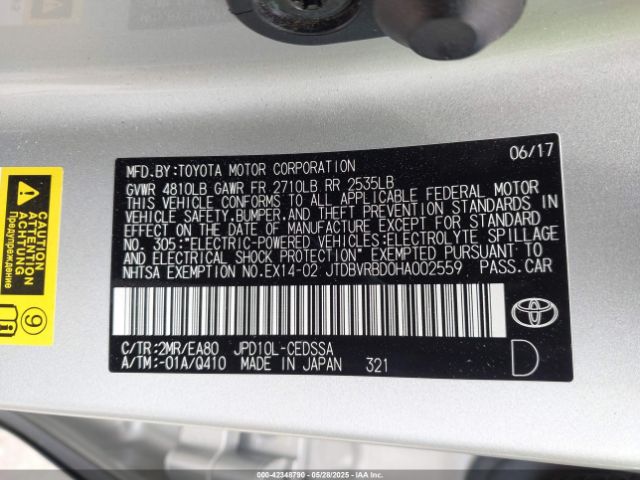 MFD.BY:TOYOTA MOTOR CORPORATION 06/17
GVWR 4810LB GAWR FR 2710LB RR 2535LB
THIS VEHICLE CONFORMS TO ALL APPLICABLE FEDERAL MOTOR
VEHICLE SAFETY,BUMPER,AND THEFT PREVENTION STANDARDS IN
EFFECT ON THE DATE OF MANUFACTURE EXCEPT FOR STANDARD
NO. 305:"ELECTRIC-POWERED VEHICLES:ELECTROLYTE SPILLAGE
AND ELECTRICAL SHOCK PROTECTION" EXEMPTED PURSUANT TO
NHTSA EXEMPTION NO.EX14-02 JTDBVRBD0HA002559 PASS.CAR
C/TR:2MR/EA80 JPD10L-CEDSSA
A/TM:-01A/Q410 MADE IN JAPAN 321
D
CAUTION
ATTENTION
Предупреждение
9
000-42348790 - 05/28/2025 - IAAI.COM